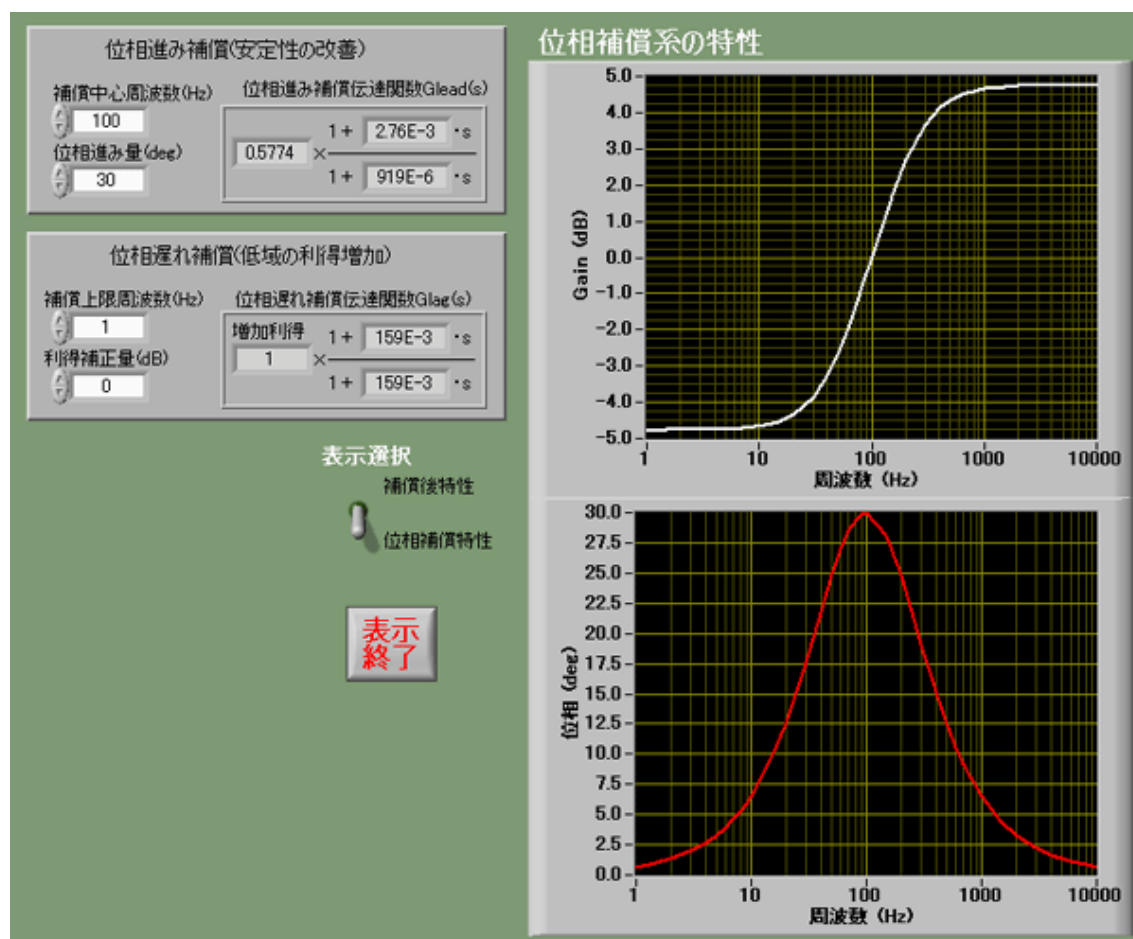 位相進み補償(安定性の改善)
補償中心周波数(Hz)
100
位相進み量(deg)
30
位相進み補償伝達関数Glead(s)
0.5774 ×
1+ 2.76E-3 ・s
1+ 919E-6 ・s
位相遅れ補償(低域の利得増加)
補償上限周波数(Hz)
1
利得補正量(dB)
0
位相遅れ補償伝達関数Glag(s)
増加利得
1 ×
1+ 159E-3 ・s
1+ 159E-3 ・s
表示選択
補償後特性
位相補償特性
表示
終了
位相補償系の特性
Gain (dB)
5.0
4.0
3.0
2.0
1.0
0.0
-1.0
-2.0
-3.0
-4.0
-5.0
1 10 100 1000 10000
周波数 (Hz)
位相 (deg)
30.0
27.5
25.0
22.5
20.0
17.5
15.0
12.5
10.0
7.5
5.0
2.5
0.0
1 10 100 1000 10000
周波数 (Hz)